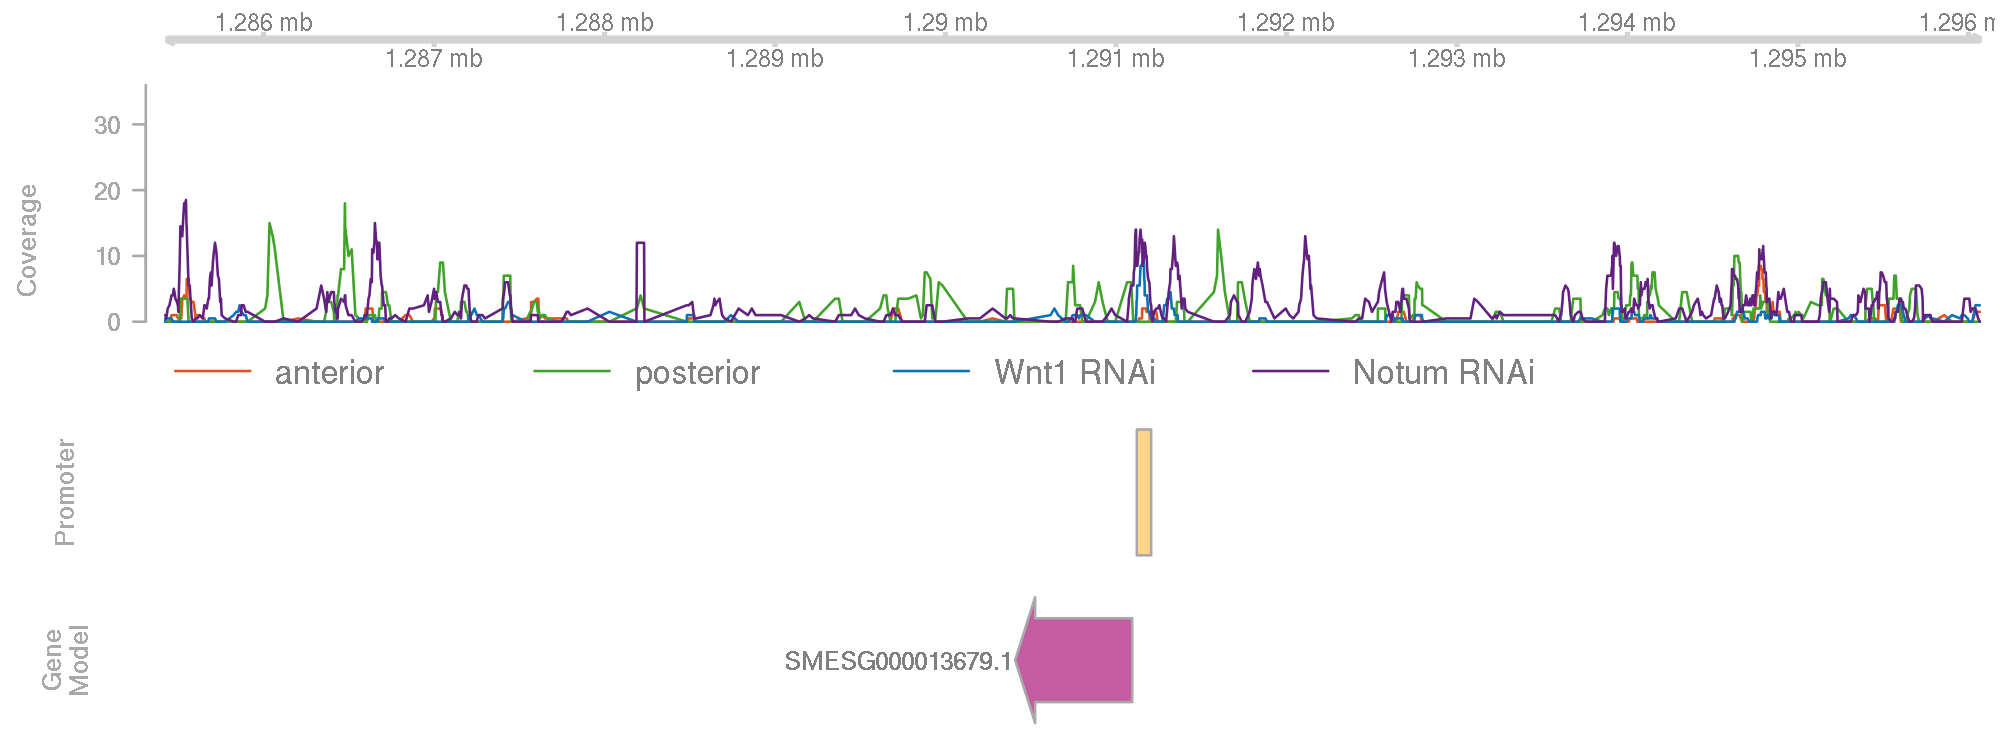 1.286 mb 1.288 mb 1.29 mb 1.292 mb 1.294 mb 1.296 m
1.287 mb 1.289 mb 1.291 mb 1.293 mb 1.295 mb
Coverage
30
20
10
0
anterior posterior Wnt1 RNAi Notum RNAi
Promoter
Gene
Model
SMESG000013679.1